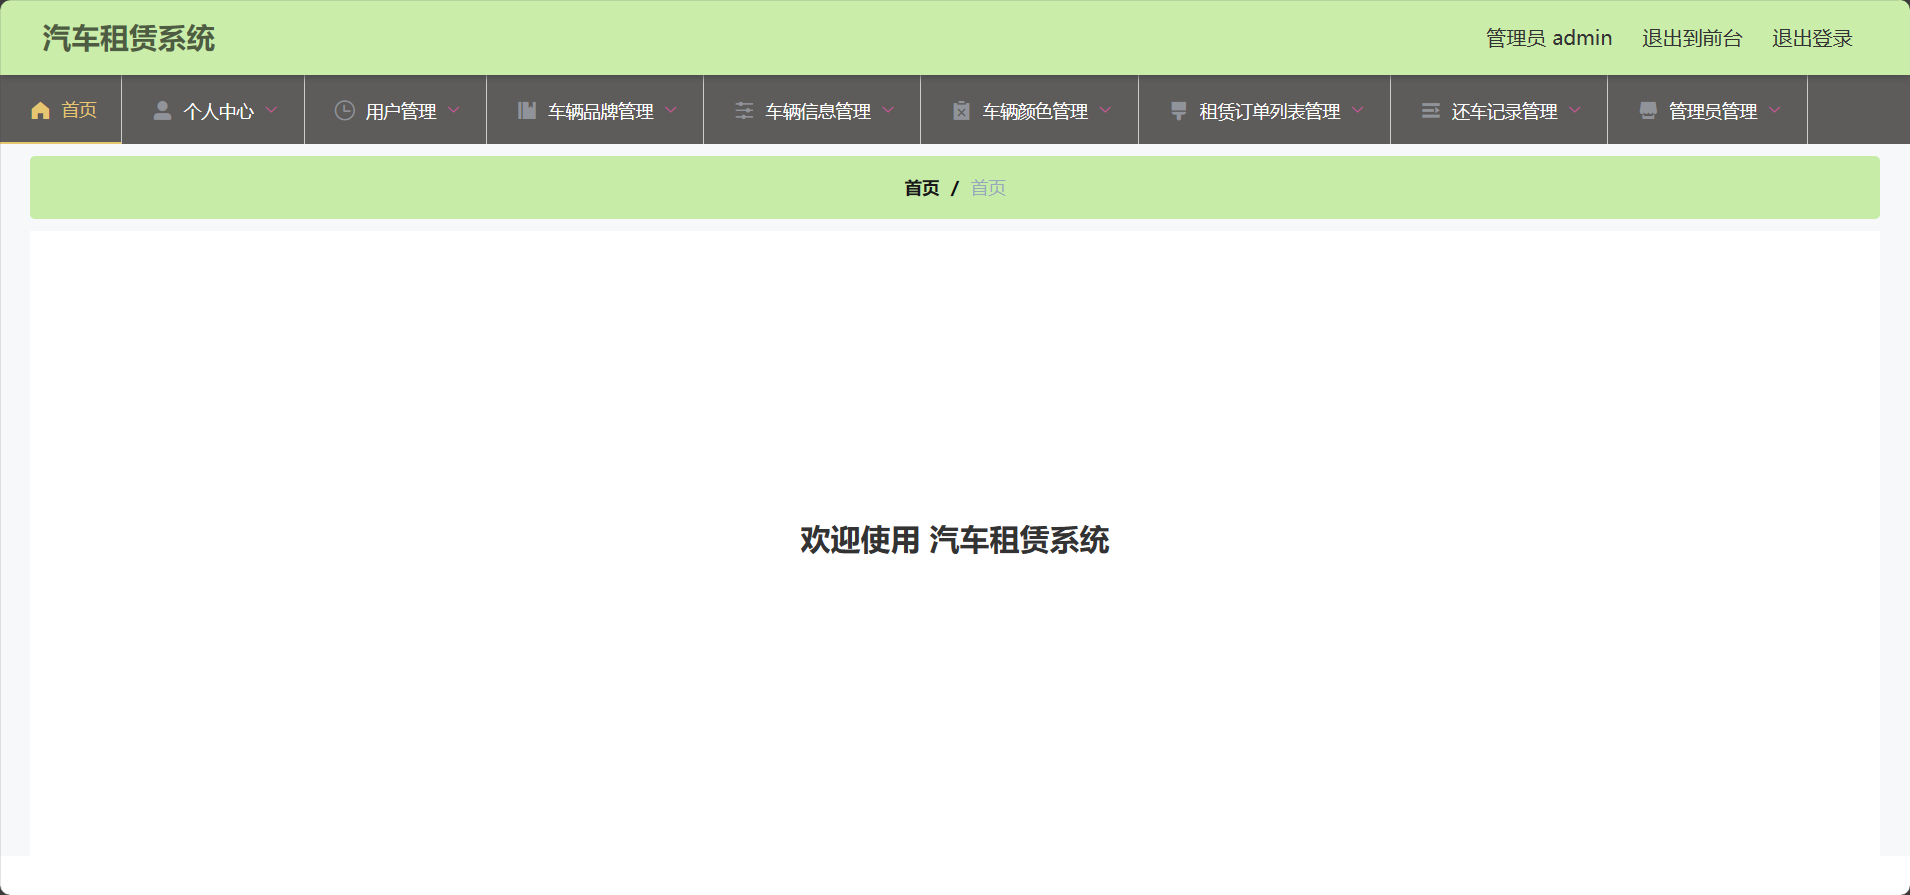 汽车租赁系统
管理员 admin 退出到前台 退出登录
首页 个人中心 用户管理 车辆品牌管理 车辆信息管理 车辆颜色管理 租赁订单列表管理 还车记录管理 管理员管理
首页 / 首页
欢迎使用 汽车租赁系统